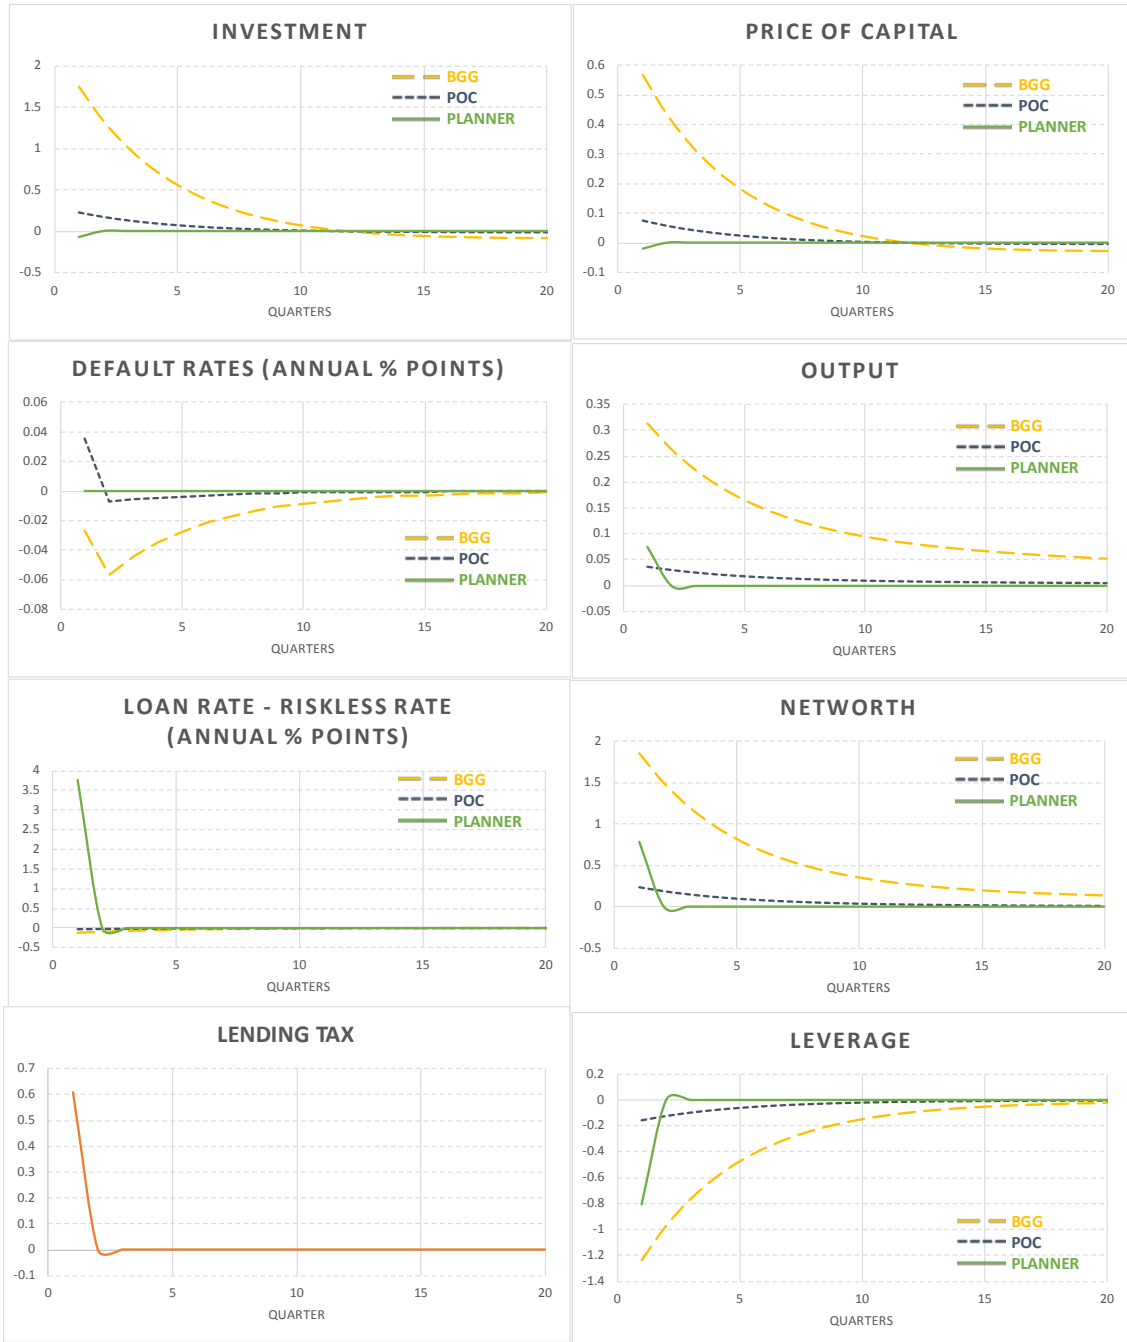 INVESTMENT
2
1.5
1
0.5
0
-0.5
0 5 10 15 20
QUARTERS
BGG
POC
PLANNER
PRICE OF CAPITAL
0.6
0.5
0.4
0.3
0.2
0.1
0
-0.1
0 5 10 15 20
QUARTERS
BGG
POC
PLANNER
DEFAULT RATES (ANNUAL % POINTS)
0.06
0.04
0.02
0
-0.02
-0.04
-0.06
-0.08
0 5 10 15 20
QUARTERS
BGG
POC
PLANNER
OUTPUT
0.35
0.3
0.25
0.2
0.15
0.1
0.05
0
-0.05
0 5 10 15 20
QUARTERS
BGG
POC
PLANNER
LOAN RATE - RISKLESS RATE
(ANNUAL % POINTS)
4
3.5
3
2.5
2
1.5
1
0.5
0
-0.5
0 5 10 15 20
QUARTERS
BGG
POC
PLANNER
NETWORTH
2
1.5
1
0.5
0
-0.5
0 5 10 15 20
QUARTERS
BGG
POC
PLANNER
LENDING TAX
0.7
0.6
0.5
0.4
0.3
0.2
0.1
0
-0.1
0 5 10 15 20
QUARTER
LEVERAGE
0.2
0
-0.2
-0.4
-0.6
-0.8
-1
-1.2
-1.4
0 5 10 15 20
QUARTERS
BGG
POC
PLANNER